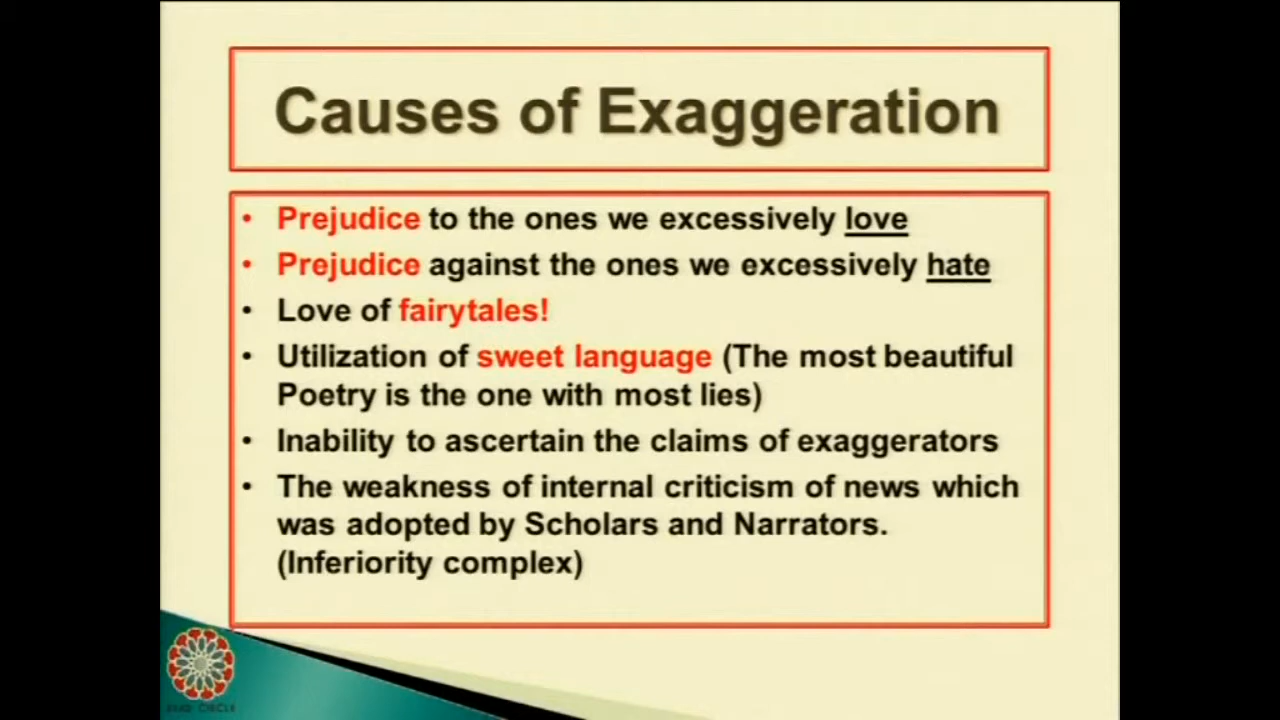 Causes of Exaggeration
• Prejudice to the ones we excessively love
• Prejudice against the ones we excessively hate
• Love of fairytales!
• Utilization of sweet language (The most beautiful
Poetry is the one with most lies)
• Inability to ascertain the claims of exaggerators
• The weakness of internal criticism of news which
was adopted by Scholars and Narrators.
(Inferiority complex)
CIRCLE